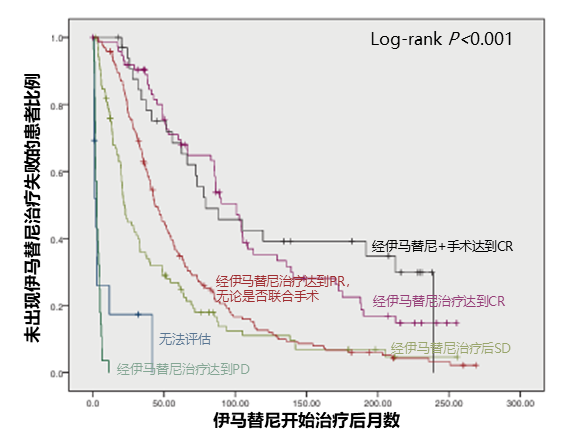 Log-rank P<0.001
未出现伊马替尼治疗失败的患者比例
1.0
0.8
0.6
0.4
0.2
0.0
经伊马替尼+手术达到CR
经伊马替尼治疗达到PR，
无论是否联合手术
经伊马替尼治疗达到CR
无法评估
经伊马替尼治疗后SD
经伊马替尼治疗达到PD
0.00
50.00
100.00
150.00
200.00
250.00
300.00
伊马替尼开始治疗后月数